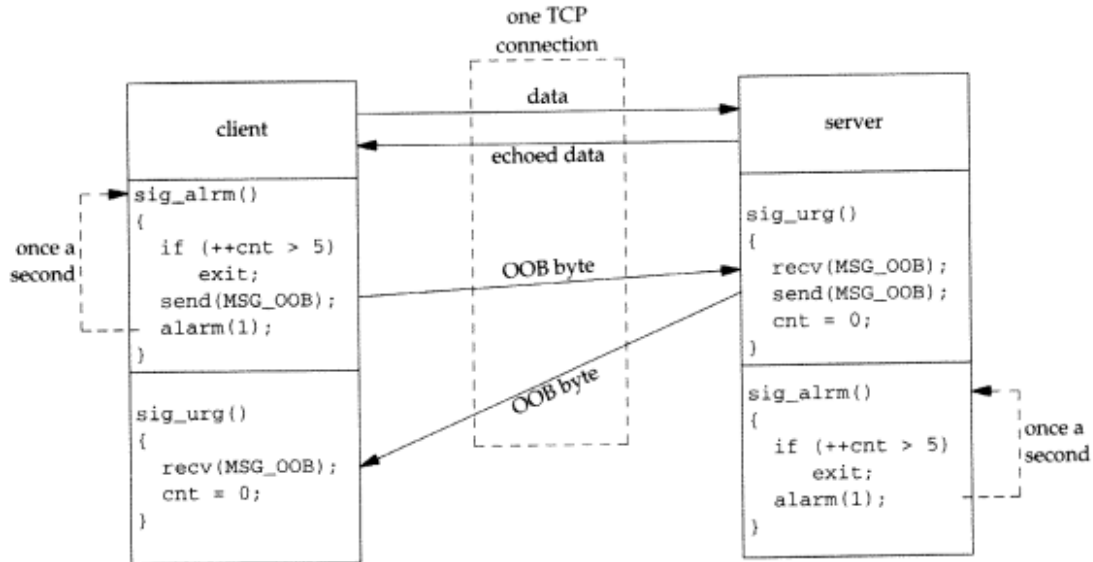 one TCP
connection
client
data
server
echoed data
sig_alrm()
{
if (++cnt > 5)
exit;
send(MSG_OOB);
alarm(1);
}
once a
second
OOB byte
sig_urg()
{
recv(MSG_OOB);
send(MSG_OOB);
cnt = 0;
}
OOB byte
sig_urg()
{
recv(MSG_OOB);
cnt = 0;
}
sig_alrm()
{
if (++cnt > 5)
exit;
alarm(1);
}
once a
second